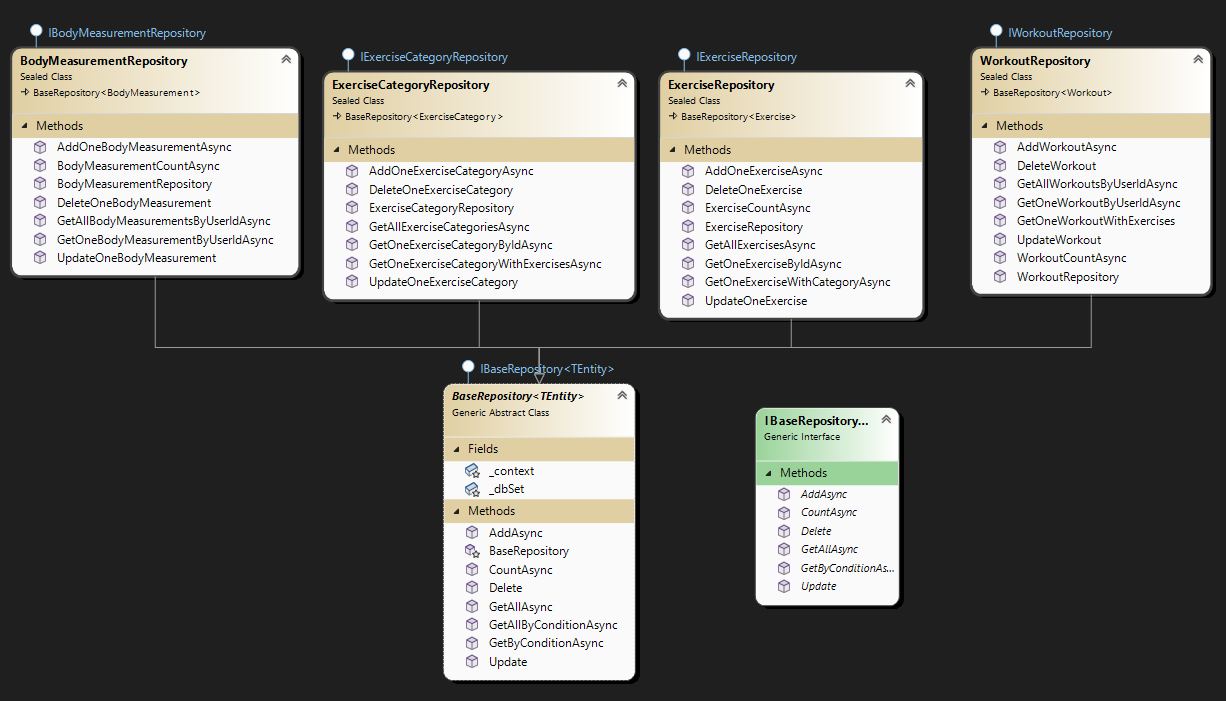 IBodyMeasurementRepository
BodyMeasurementRepository
Sealed Class
BaseRepository<BodyMeasurement>
Methods
AddOneBodyMeasurementAsync
BodyMeasurementCountAsync
BodyMeasurementRepository
DeleteOneBodyMeasurement
GetAllBodyMeasurementsByUserIdAsync
GetOneBodyMeasurementByUserIdAsync
UpdateOneBodyMeasurement
IExerciseCategoryRepository
ExerciseCategoryRepository
Sealed Class
BaseRepository<ExerciseCategory>
Methods
AddOneExerciseCategoryAsync
DeleteOneExerciseCategory
ExerciseCategoryRepository
GetAllExerciseCategoriesAsync
GetOneExerciseCategoryByIdAsync
GetOneExerciseCategoryWithExercisesAsync
UpdateOneExerciseCategory
IExerciseRepository
ExerciseRepository
Sealed Class
BaseRepository<Exercise>
Methods
AddOneExerciseAsync
DeleteOneExercise
ExerciseCountAsync
ExerciseRepository
GetAllExercisesAsync
GetOneExerciseByIdAsync
GetOneExerciseWithCategoryAsync
UpdateOneExercise
IWorkoutRepository
WorkoutRepository
Sealed Class
BaseRepository<Workout>
Methods
AddWorkoutAsync
DeleteWorkout
GetAllWorkoutsByUserIdAsync
GetOneWorkoutByUserIdAsync
GetOneWorkoutWithExercises
UpdateWorkout
WorkoutCountAsync
WorkoutRepository
IBaseRepository<TEntity>
BaseRepository<TEntity>
Generic Abstract Class
Fields
_context
_dbSet
Methods
AddAsync
BaseRepository
CountAsync
Delete
GetAllAsync
GetAllByConditionAsync
GetByConditionAsync
Update
IBaseRepository...
Generic Interface
Methods
AddAsync
CountAsync
Delete
GetAllAsync
GetByConditionAs...
Update